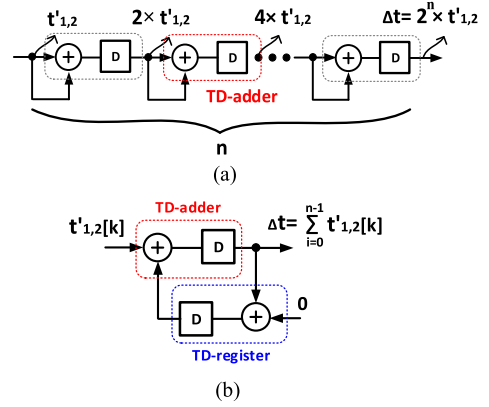 t'1,2 2× t'1,2 4× t'1,2 Δt= 2^n × t'1,2
+ D + D + D
TD-adder
n
(a)
TD-adder
t'1,2[k] + D Δt= n-1 Σ i=0 t'1,2[k]
D + 0
TD-register
(b)